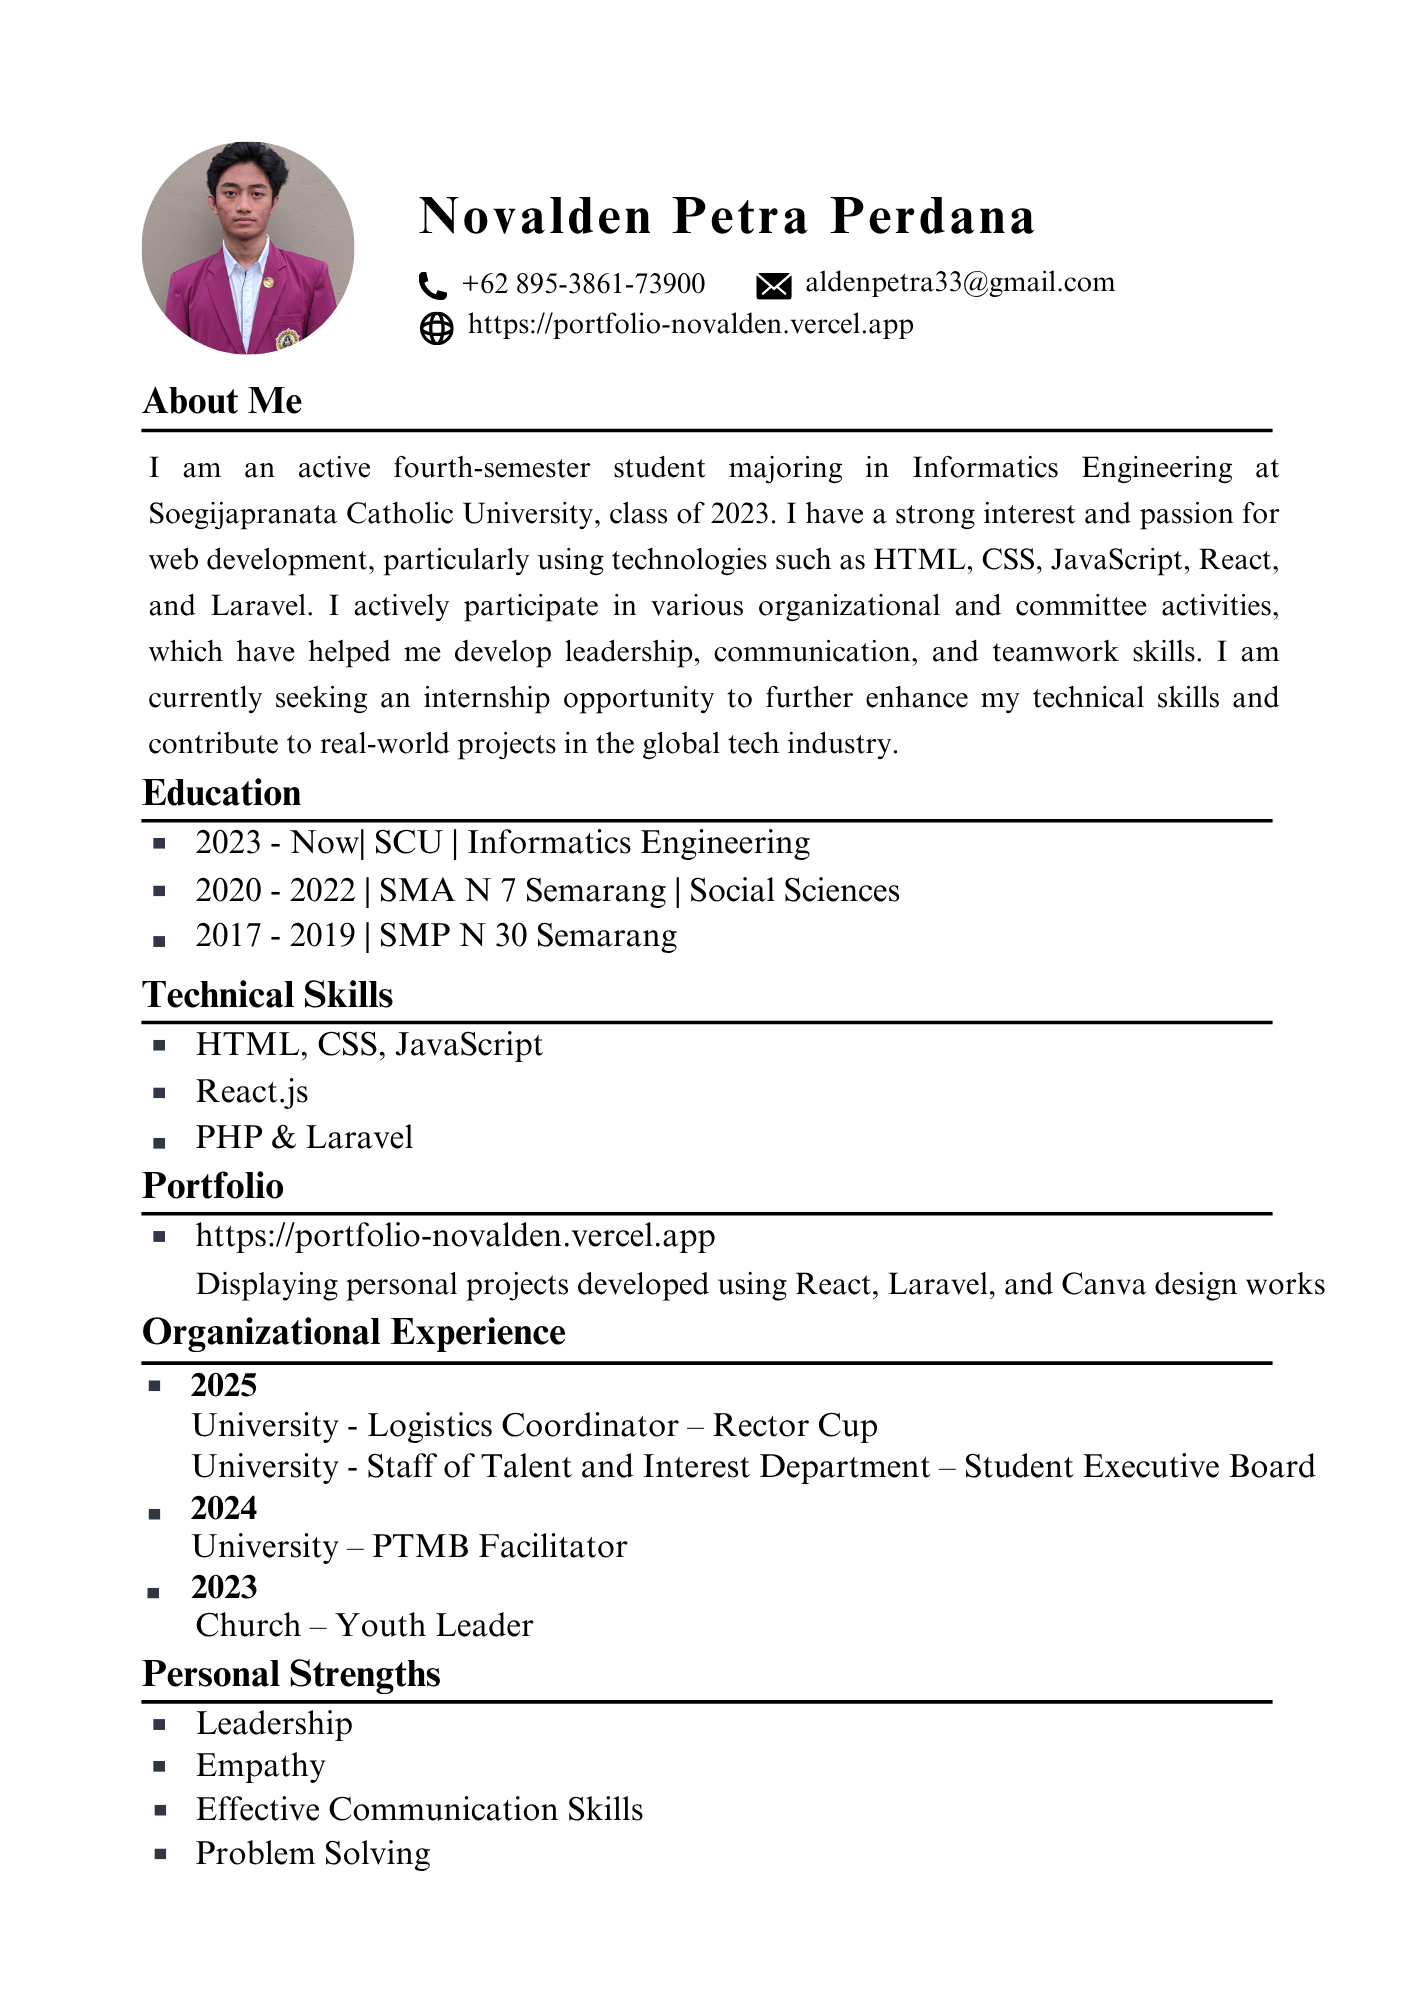 Novalden Petra Perdana
+62 895-3861-73900 aldenpetra33@gmail.com
https://portfolio-novalden.vercel.app
About Me
I am an active fourth-semester student majoring in Informatics Engineering at
Soegijapranata Catholic University, class of 2023. I have a strong interest and passion for
web development, particularly using technologies such as HTML, CSS, JavaScript, React,
and Laravel. I actively participate in various organizational and committee activities,
which have helped me develop leadership, communication, and teamwork skills. I am
currently seeking an internship opportunity to further enhance my technical skills and
contribute to real-world projects in the global tech industry.
Education
2023 - Now| SCU | Informatics Engineering
2020 - 2022 | SMA N 7 Semarang | Social Sciences
2017 - 2019 | SMP N 30 Semarang
Technical Skills
HTML, CSS, JavaScript
React.js
PHP & Laravel
Portfolio
https://portfolio-novalden.vercel.app
Displaying personal projects developed using React, Laravel, and Canva design works
Organizational Experience
2025
University - Logistics Coordinator – Rector Cup
University - Staff of Talent and Interest Department – Student Executive Board
2024
University – PTMB Facilitator
2023
Church – Youth Leader
Personal Strengths
Leadership
Empathy
Effective Communication Skills
Problem Solving